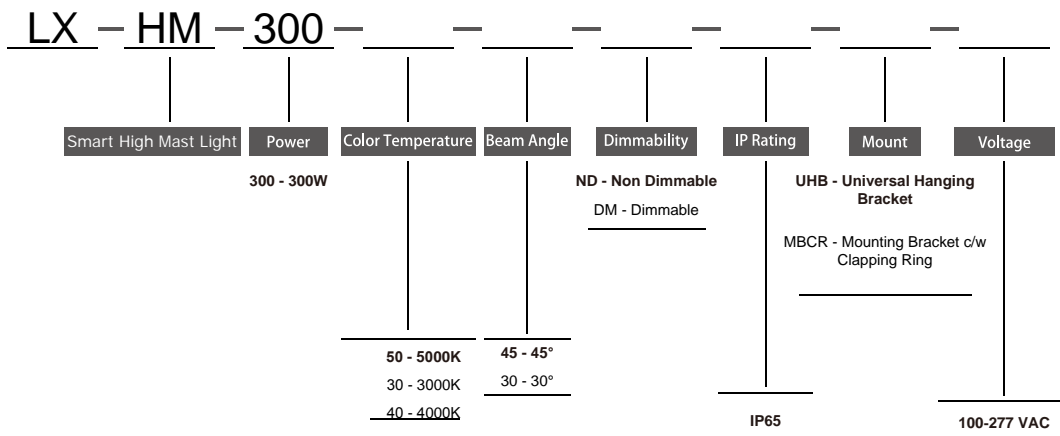 LX – HM – 300 – – – – – –
Smart High Mast Light
Power
Color Temperature
Beam Angle
Dimmability
IP Rating
Mount
Voltage
300 - 300W
ND - Non Dimmable
DM - Dimmable
UHB - Universal Hanging
Bracket
MBCR - Mounting Bracket c/w
Clapping Ring
50 - 5000K
30 - 3000K
40 - 4000K
45 - 45°
30 - 30°
IP65
100-277 VAC